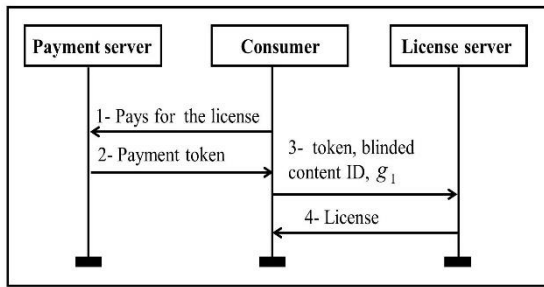 Payment server
Consumer
License server
1- Pays for the license
2- Payment token
3- token, blinded
content ID, g₁
4- License